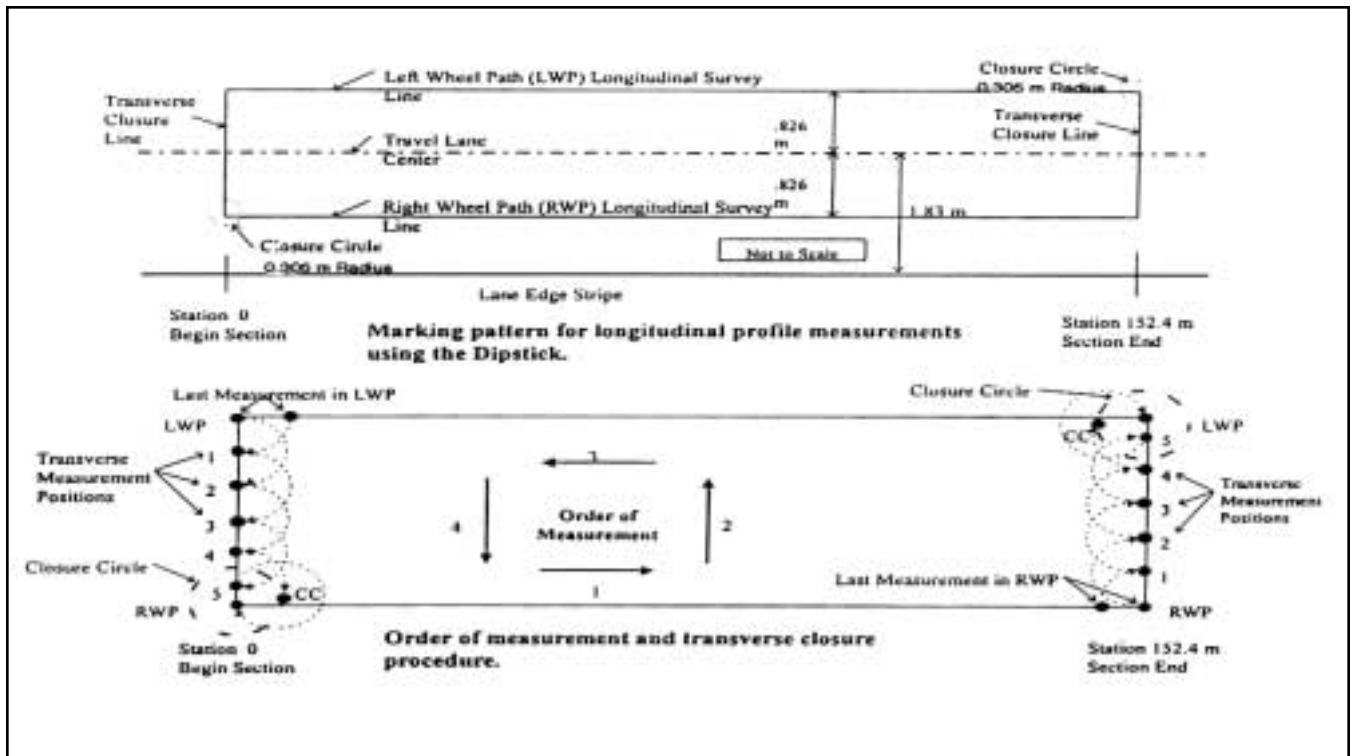 Left Wheel Path (LWP) Longitudinal Survey
Line
Closure Circle
0.305 m Radius
Transverse
Closure
Line
Transverse
Closure Line
.826
m
Travel Lane
Center
.826
m
Right Wheel Path (RWP) Longitudinal Survey
Line
1.83 m
Closure Circle
0.305 m Radius
Not to Scale
Lane Edge Stripe
Station 0
Begin Section
Marking pattern for longitudinal profile measurements
using the Dipstick.
Station 152.4 m
Section End
Last Measurement in LWP
Closure Circle
LWP
CC
LWP
Transverse
Measurement
Positions
1
2
3
4
5
3
4
Order of
Measurement
2
1
5
4
3
2
1
Transverse
Measurement
Positions
Closure Circle
CC
RWP
Last Measurement in RWP
RWP
Station 0
Begin Section
Order of measurement and transverse closure
procedure.
Station 152.4 m
Section End